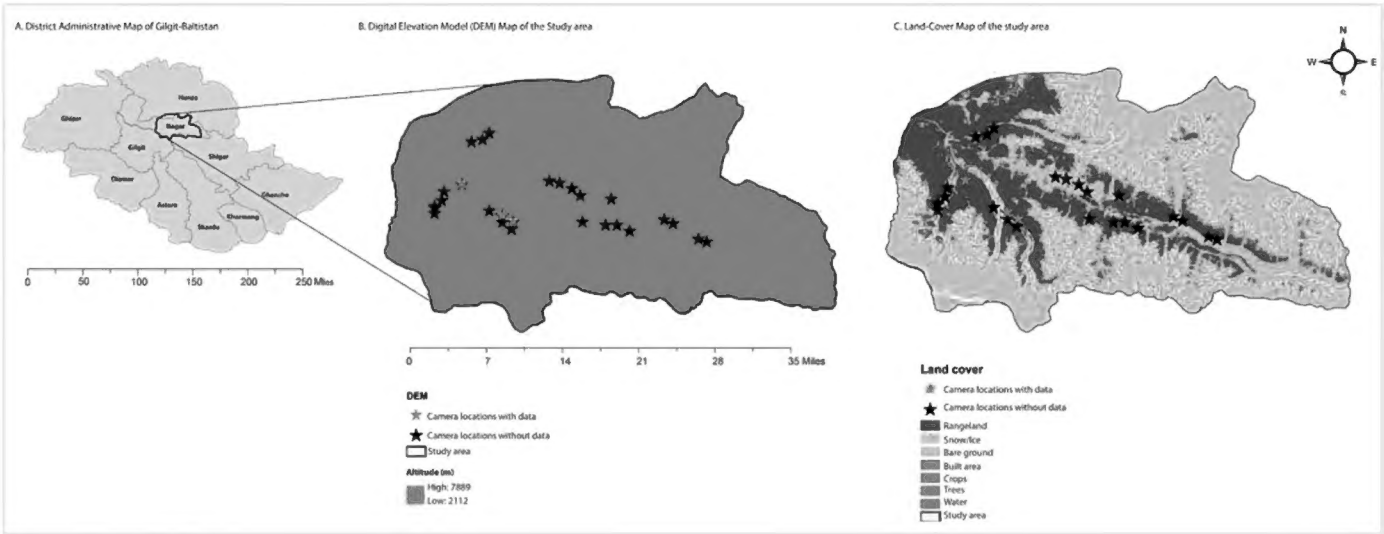 A. District Administrative Map of Gilgit-Baltistan
Hunza
Ghizer
Nagar
Gilgit
Shigar
Diamer
Ghanche
Astore
Kharmang
Skardu
0 50 100 150 200 250 Miles
B. Digital Elevation Model (DEM) Map of the Study area
0 7 14 21 28 35 Miles
DEM
Camera locations with data
Camera locations without data
Study area
Altitude (m)
High: 7889
Low: 2112
C. Land-Cover Map of the study area
N
W E
S
Land cover
Camera locations with data
Camera locations without data
Rangeland
Snow/Ice
Bare ground
Built area
Crops
Trees
Water
Study area